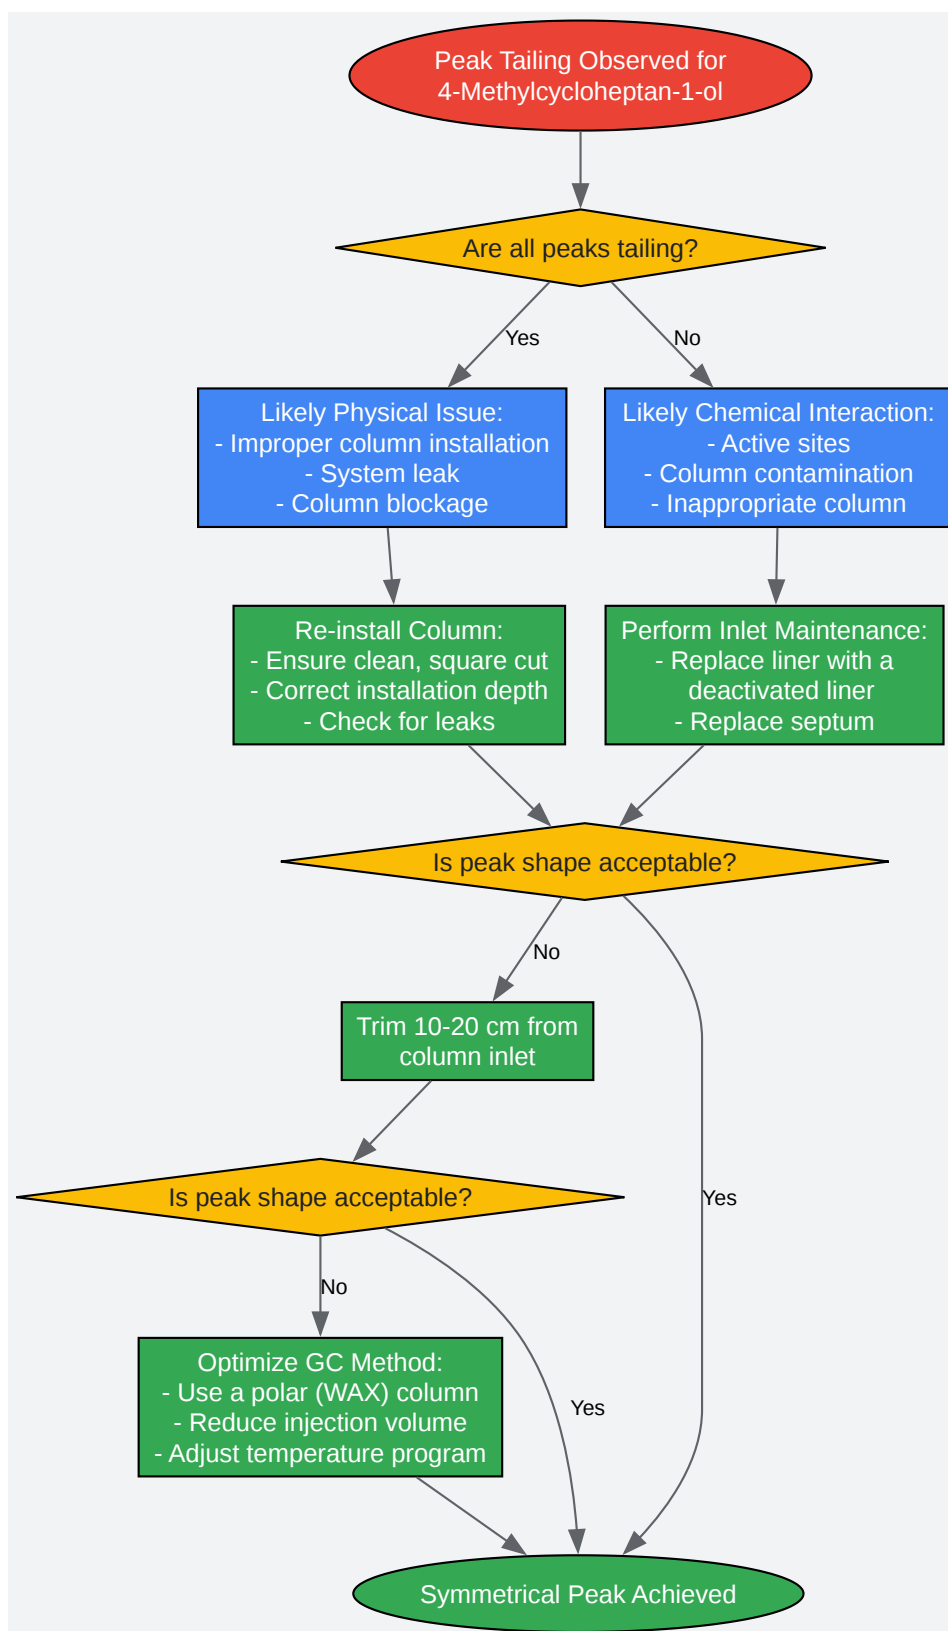 Peak Tailing Observed for
4-Methylcycloheptan-1-ol
Are all peaks tailing?
Yes
No
Likely Physical Issue:
- Improper column installation
- System leak
- Column blockage
Likely Chemical Interaction:
- Active sites
- Column contamination
- Inappropriate column
Re-install Column:
- Ensure clean, square cut
- Correct installation depth
- Check for leaks
Perform Inlet Maintenance:
- Replace liner with a
deactivated liner
- Replace septum
Is peak shape acceptable?
No
Trim 10-20 cm from
column inlet
Is peak shape acceptable?
Yes
No
Optimize GC Method:
- Use a polar (WAX) column
- Reduce injection volume
- Adjust temperature program
Yes
Symmetrical Peak Achieved